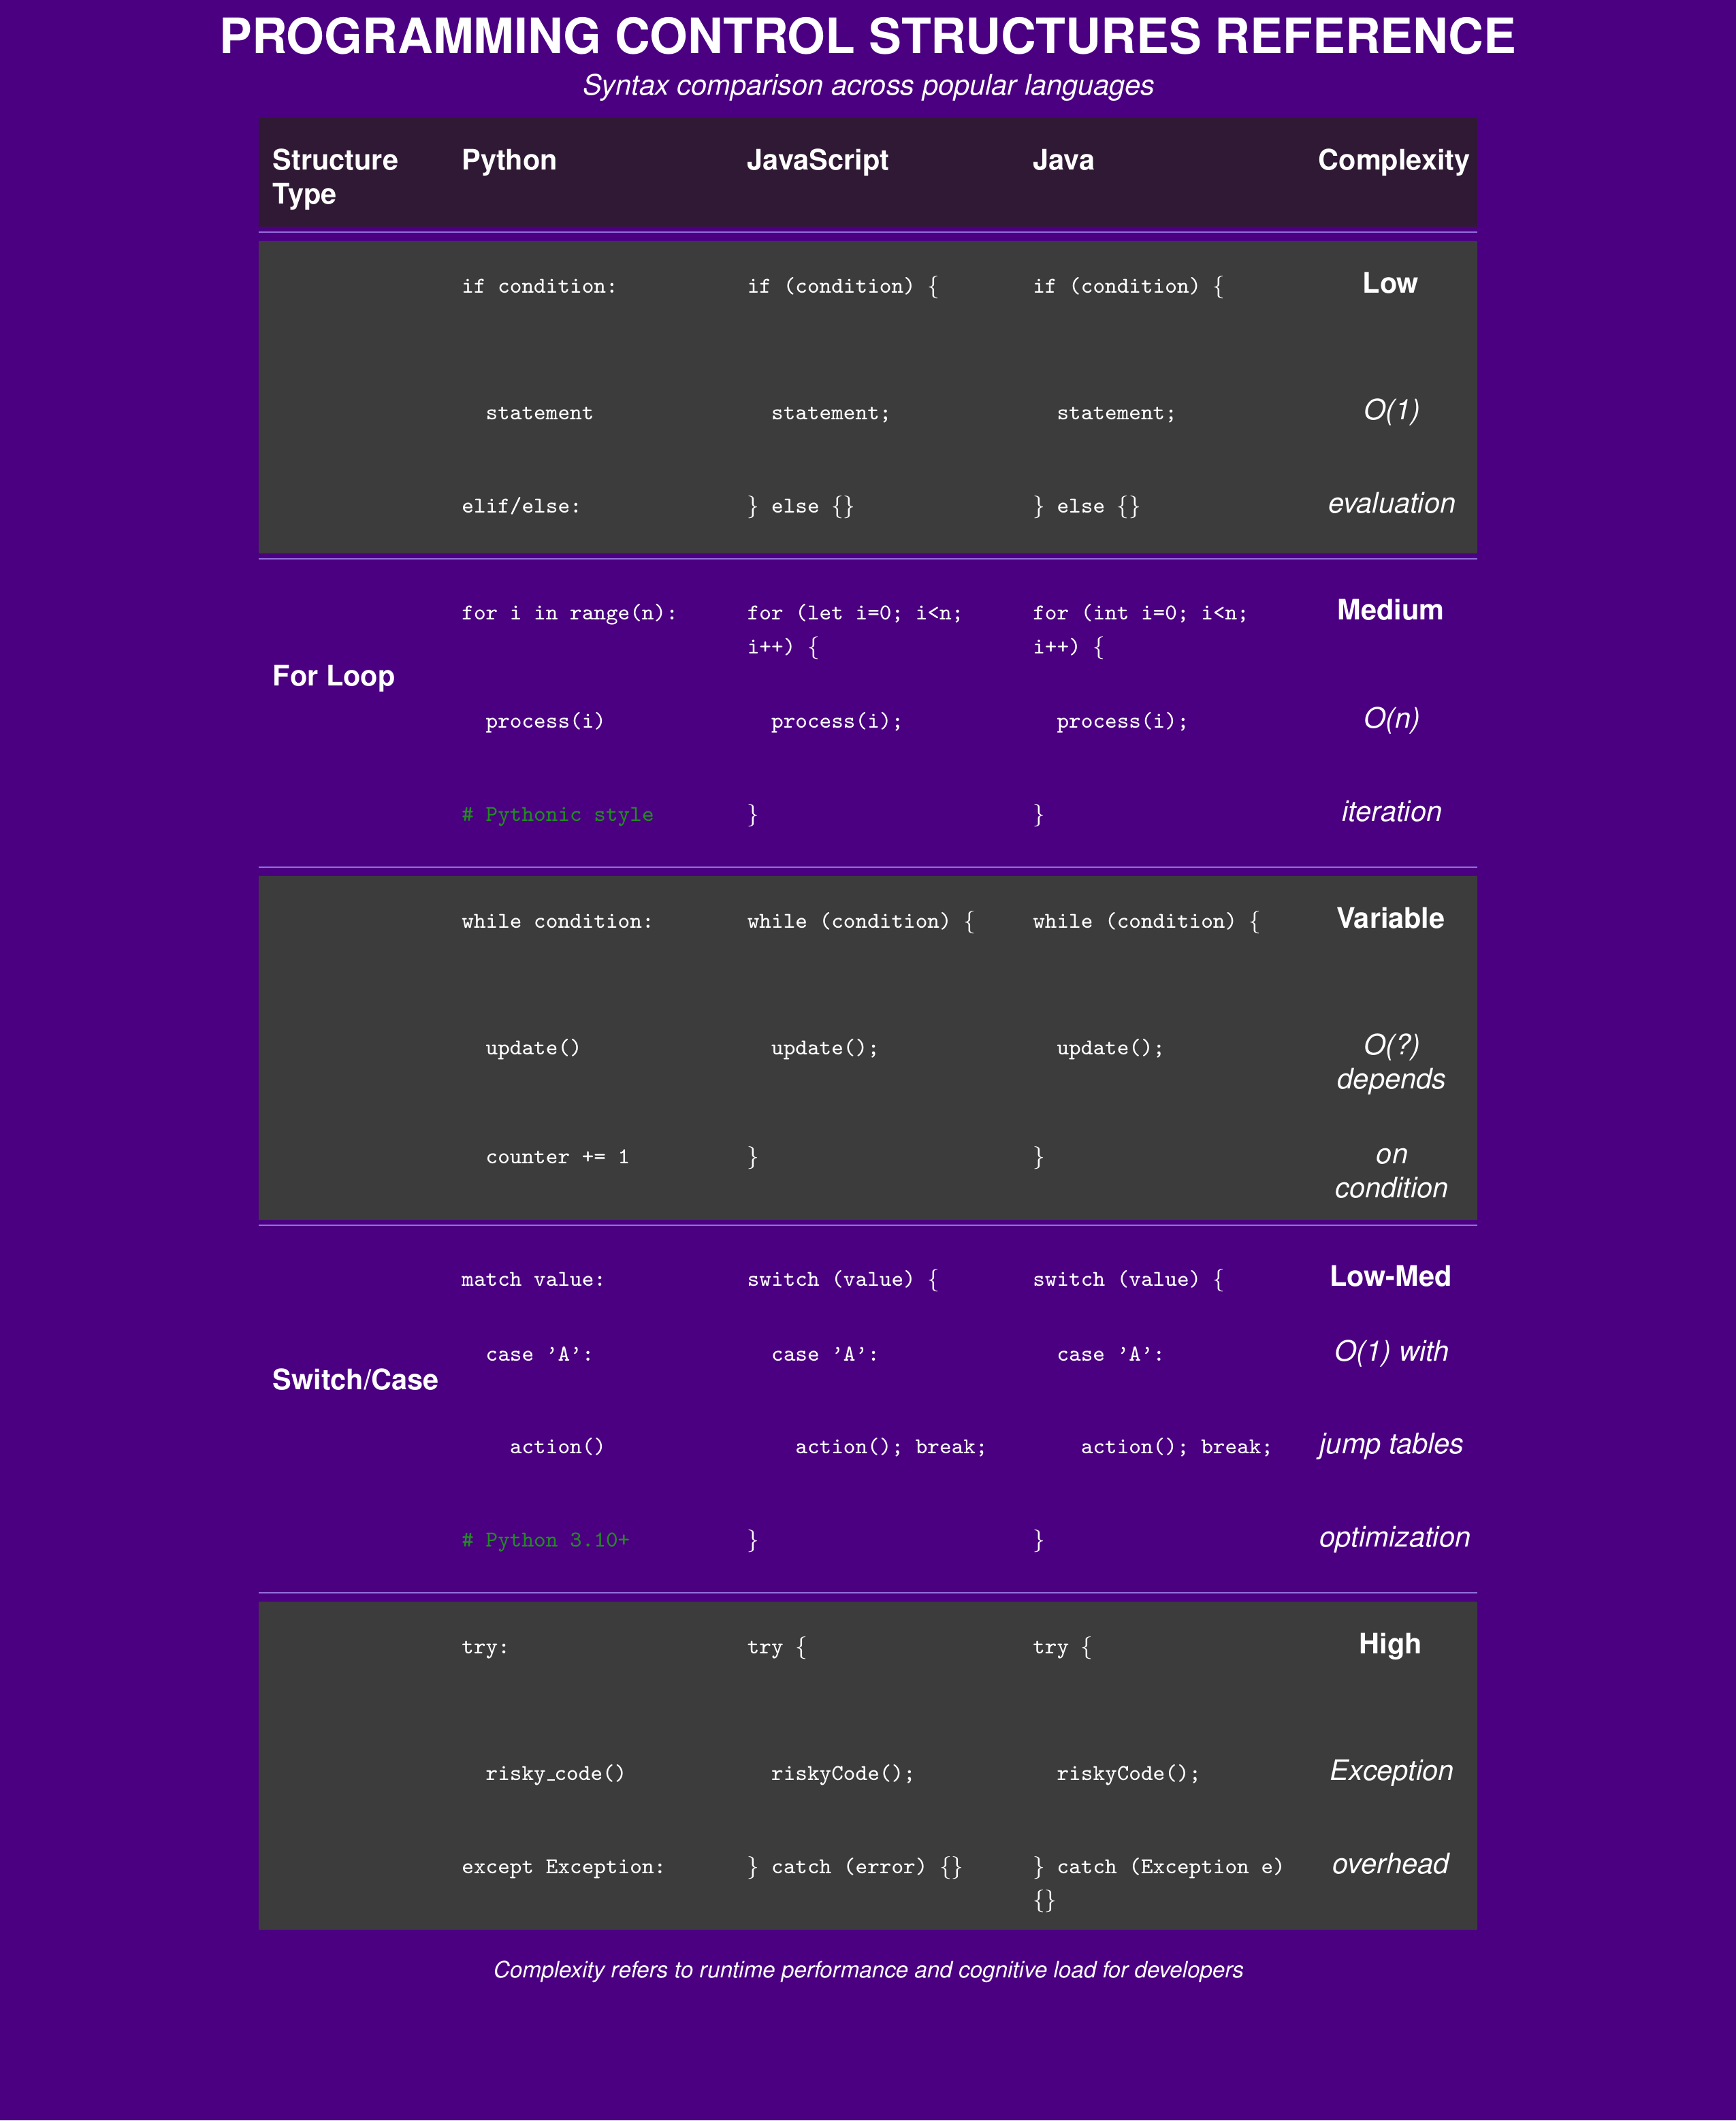 PROGRAMMING CONTROL STRUCTURES REFERENCE
Syntax comparison across popular languages
Structure Type Python JavaScript Java Complexity
if condition: if (condition) { if (condition) { Low
statement statement; statement; O(1)
elif/else: } else {} } else {} evaluation
For Loop
for i in range(n): for (let i=0; i<n; i++) { for (int i=0; i<n; i++) { Medium
process(i) process(i); process(i); O(n)
# Pythonic style } } iteration
while condition: while (condition) { while (condition) { Variable
update() update(); update(); O(?) depends
counter += 1 } } on condition
Switch/Case
match value: switch (value) { switch (value) { Low-Med
case ’A’: case ’A’: case ’A’: O(1) with
action() action(); break; action(); break; jump tables
# Python 3.10+ } } optimization
try: try { try { High
risky_code() riskyCode(); riskyCode(); Exception
except Exception: } catch (error) {} } catch (Exception e) {} overhead
Complexity refers to runtime performance and cognitive load for developers